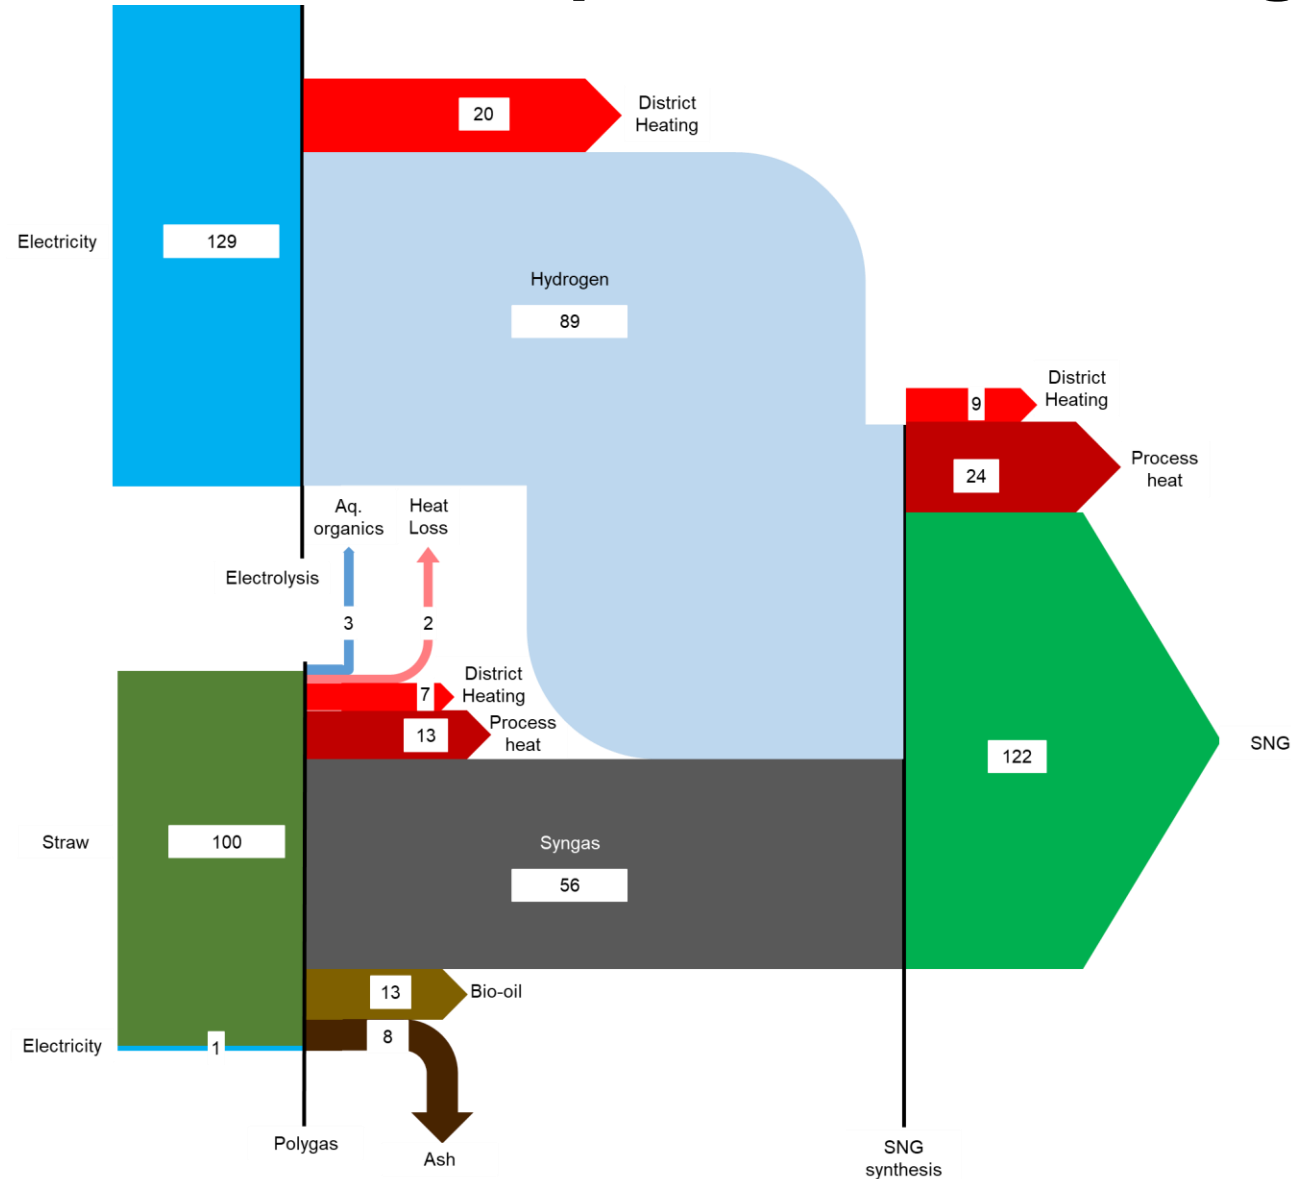 20
District
Heating
Electricity
129
Hydrogen
89
District
Heating
9
Process
heat
24
Aq.
organics
Heat
Loss
Electrolysis
3
2
District
Heating
7
Process
heat
13
SNG
122
Straw
100
Syngas
56
13
Bio-oil
8
Electricity
1
Polygas
Ash
SNG
synthesis